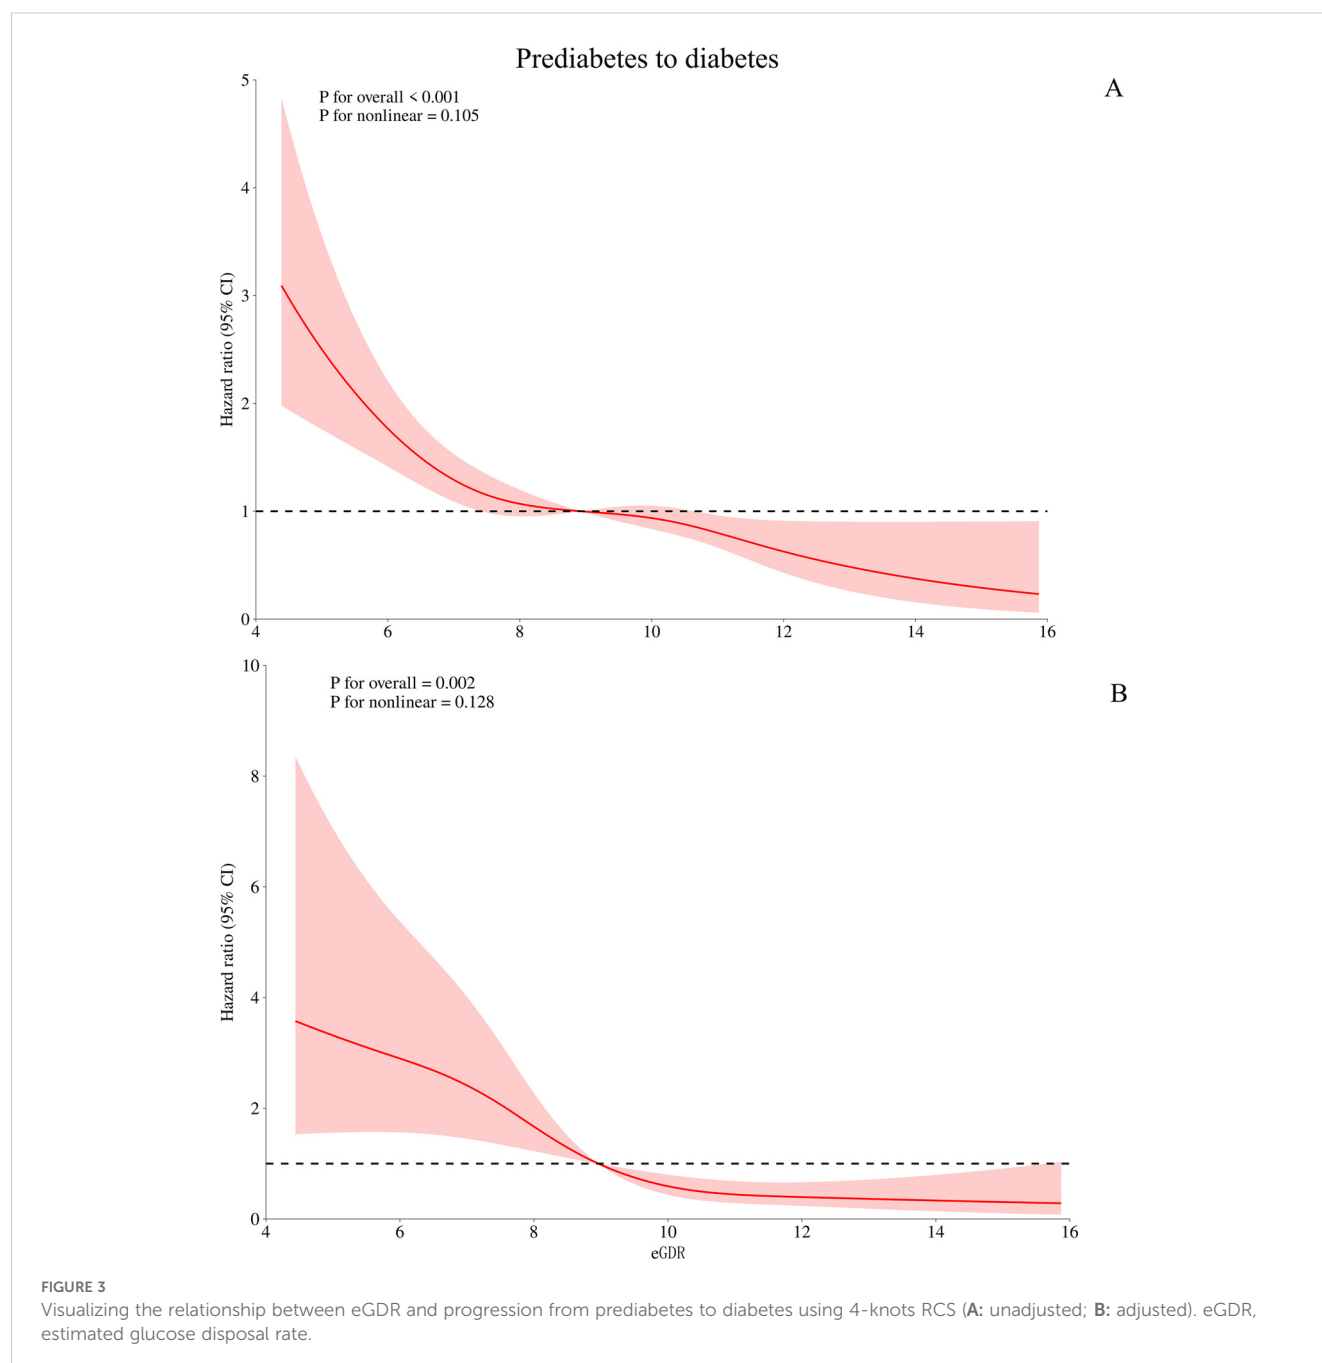 Prediabetes to diabetes
A
P for overall < 0.001
P for nonlinear = 0.105
Hazard ratio (95% CI)
5
4
3
2
1
0
4 6 8 10 12 14 16
B
P for overall = 0.002
P for nonlinear = 0.128
Hazard ratio (95% CI)
10
8
6
4
2
0
4 6 8 10 12 14 16
eGDR
FIGURE 3
Visualizing the relationship between eGDR and progression from prediabetes to diabetes using 4-knots RCS (A: unadjusted; B: adjusted). eGDR,
estimated glucose disposal rate.